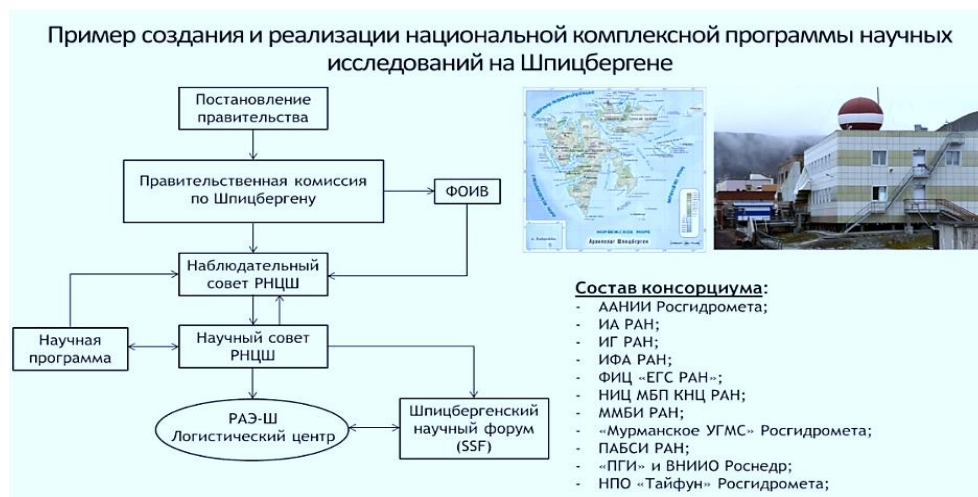 Пример создания и реализации национальной комплексной программы научных
исследований на Шпицбергене
Постановление
правительства
Правительственная комиссия
по Шпицбергену
ФОИВ
Наблюдательный
совет РНЦШ
Научная
программа
Научный совет
РНЦШ
РАЭ-Ш
Логистический центр
Шпицбергенский
научный форум
(SSF)
Архипелаг Шпицберген
Состав консорциума:
- ААНИИ Росгидромета;
- ИА РАН;
- ИГ РАН;
- ИФА РАН;
- ФИЦ «ЕГС РАН»;
- НИЦ МБП КНЦ РАН;
- ММБИ РАН;
- «Мурманское УГМС» Росгидромета;
- ПАБСИ РАН;
- «ПГИ» и ВНИИО Роснедр;
- НПО «Тайфун» Росгидромета;